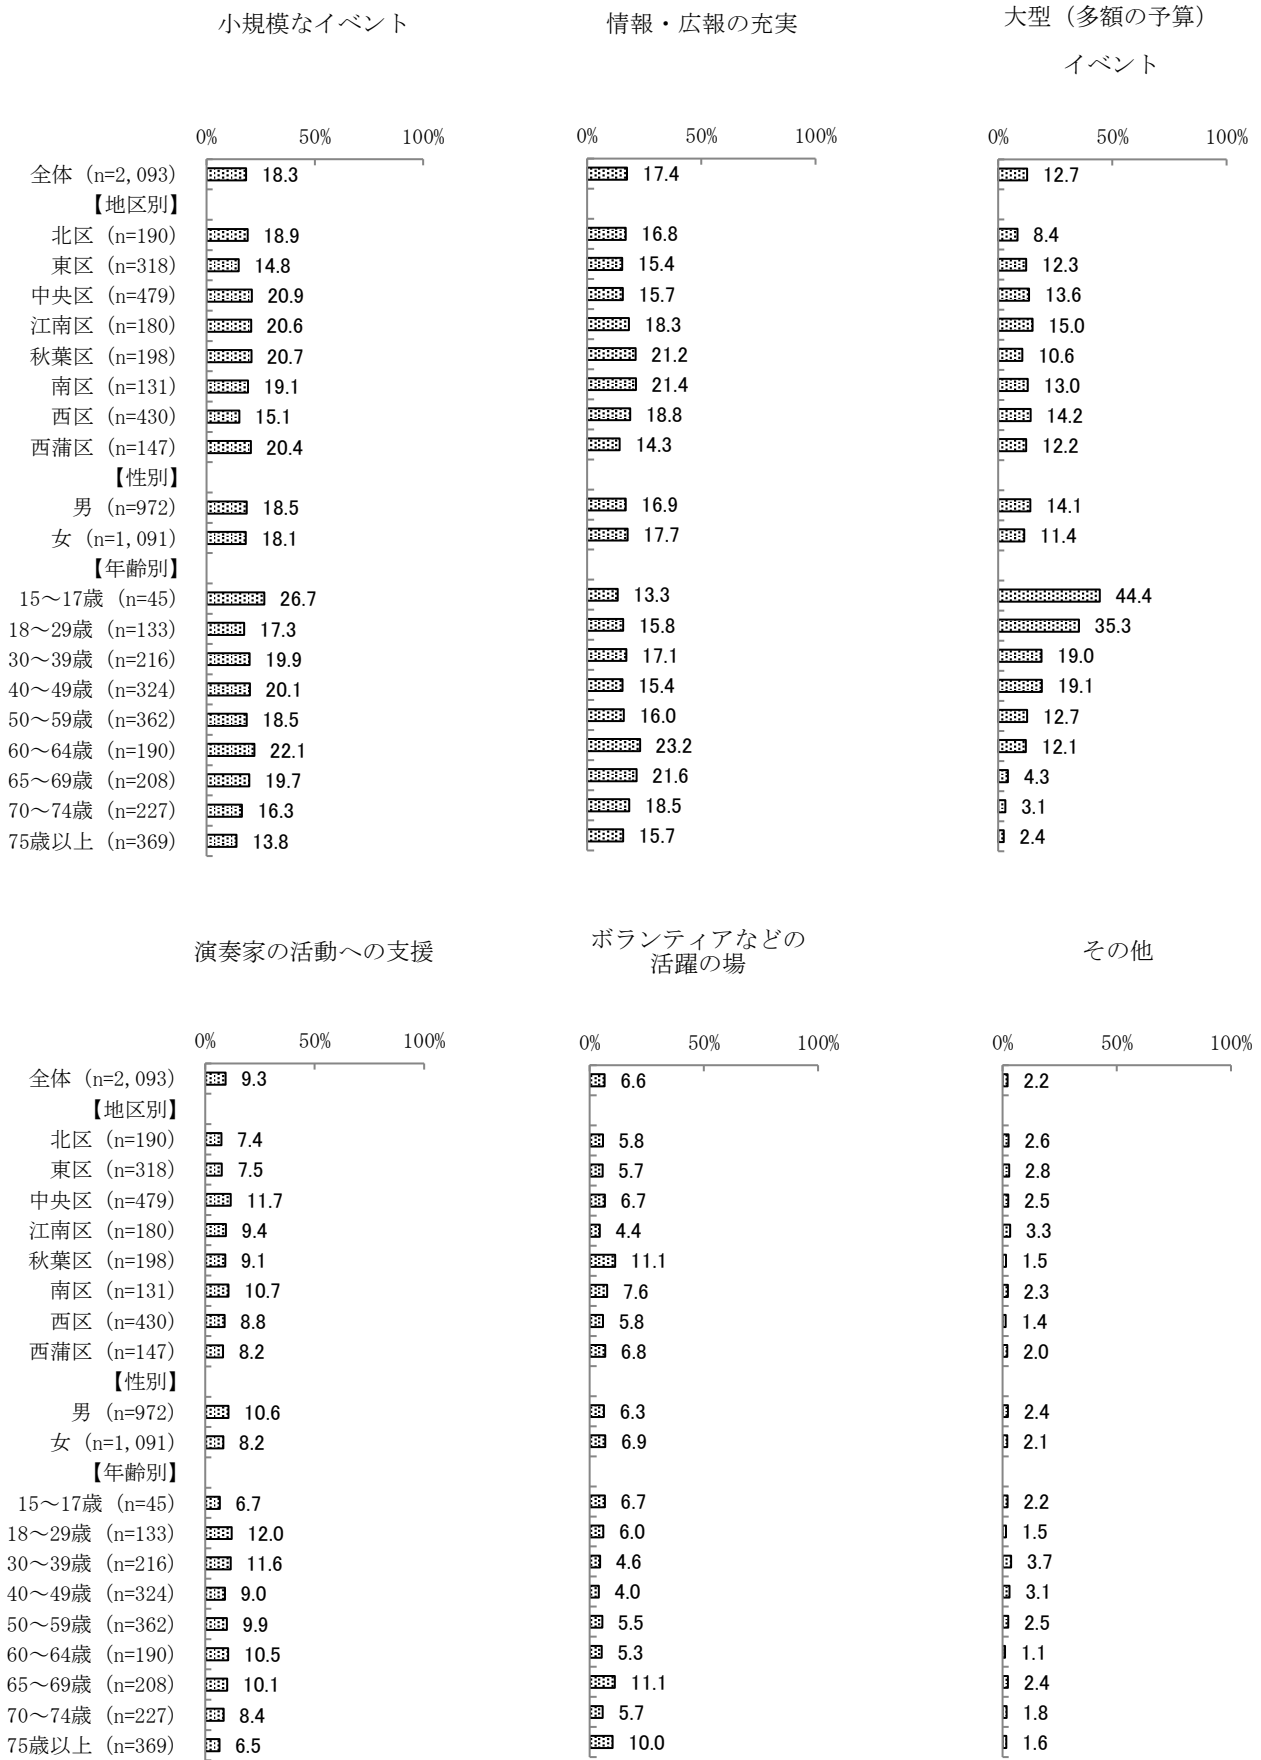 小規模なイベント
情報・広報の充実
大型（多額の予算）
イベント
0% 50% 100% 0% 50% 100% 0% 50% 100%
全体（n=2,093） 18.3 17.4 12.7
【地区別】
北区（n=190） 18.9 16.8 8.4
東区（n=318） 14.8 15.4 12.3
中央区（n=479） 20.9 15.7 13.6
江南区（n=180） 20.6 18.3 15.0
秋葉区（n=198） 20.7 21.2 10.6
南区（n=131） 19.1 21.4 13.0
西区（n=430） 15.1 18.8 14.2
西蒲区（n=147） 20.4 14.3 12.2
【性別】
男（n=972） 18.5 16.9 14.1
女（n=1,091） 18.1 17.7 11.4
【年齢別】
15～17歳（n=45） 26.7 13.3 44.4
18～29歳（n=133） 17.3 15.8 35.3
30～39歳（n=216） 19.9 17.1 19.0
40～49歳（n=324） 20.1 15.4 19.1
50～59歳（n=362） 18.5 16.0 12.7
60～64歳（n=190） 22.1 23.2 12.1
65～69歳（n=208） 19.7 21.6 4.3
70～74歳（n=227） 16.3 18.5 3.1
75歳以上（n=369） 13.8 15.7 2.4
演奏家の活動への支援
ボランティアなどの
活躍の場
その他
0% 50% 100% 0% 50% 100% 0% 50% 100%
全体（n=2,093） 9.3 6.6 2.2
【地区別】
北区（n=190） 7.4 5.8 2.6
東区（n=318） 7.5 5.7 2.8
中央区（n=479） 11.7 6.7 2.5
江南区（n=180） 9.4 4.4 3.3
秋葉区（n=198） 9.1 11.1 1.5
南区（n=131） 10.7 7.6 2.3
西区（n=430） 8.8 5.8 1.4
西蒲区（n=147） 8.2 6.8 2.0
【性別】
男（n=972） 10.6 6.3 2.4
女（n=1,091） 8.2 6.9 2.1
【年齢別】
15～17歳（n=45） 6.7 6.7 2.2
18～29歳（n=133） 12.0 6.0 1.5
30～39歳（n=216） 11.6 4.6 3.7
40～49歳（n=324） 9.0 4.0 3.1
50～59歳（n=362） 9.9 5.5 2.5
60～64歳（n=190） 10.5 5.3 1.1
65～69歳（n=208） 10.1 11.1 2.4
70～74歳（n=227） 8.4 5.7 1.8
75歳以上（n=369） 6.5 10.0 1.6